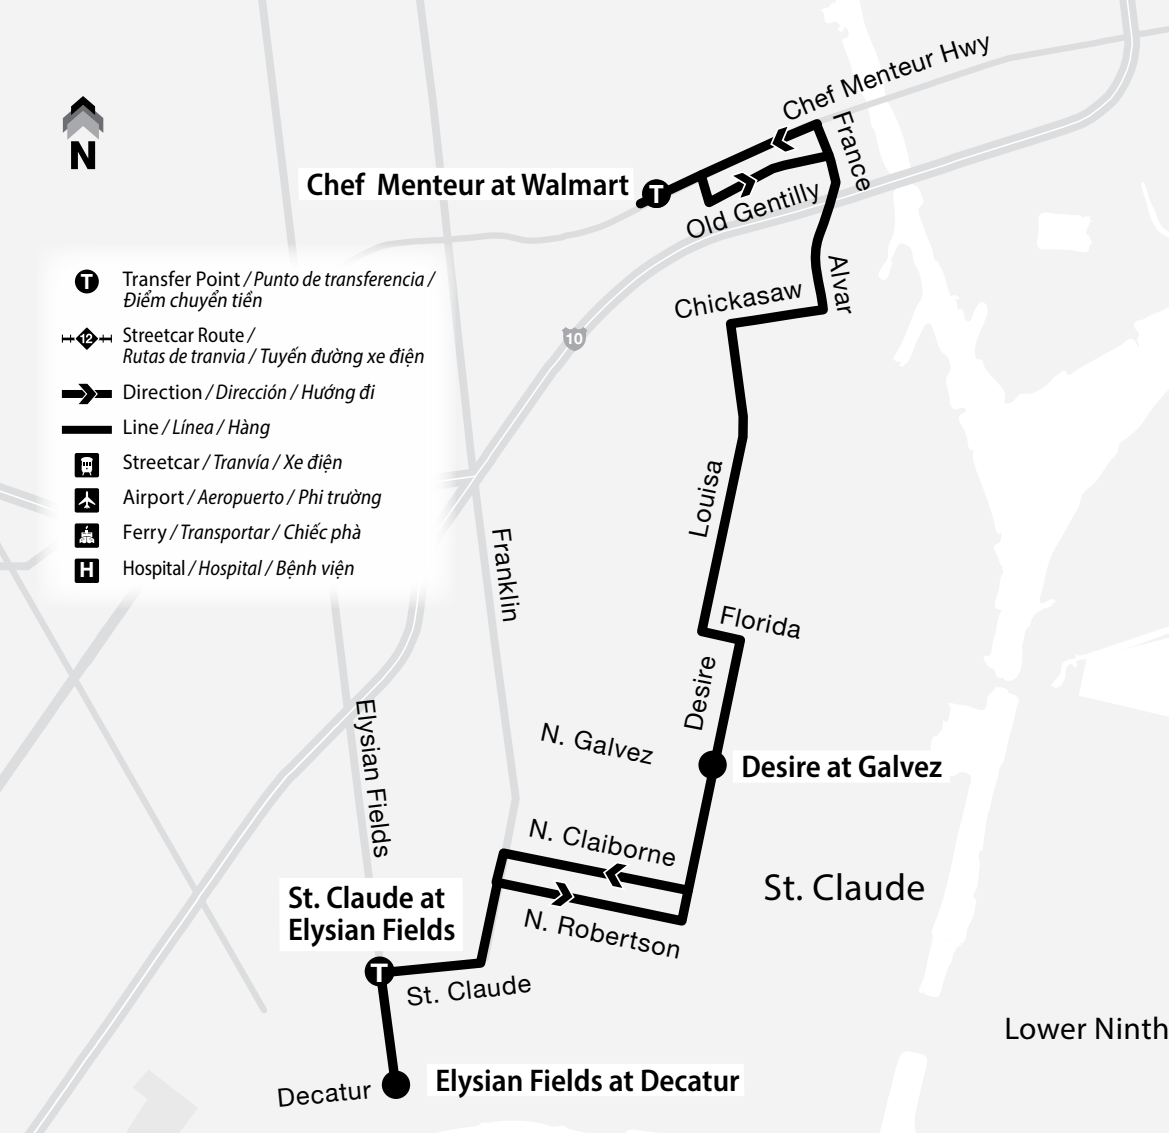 Chef Menteur Hwy
France
N
Chef Menteur at Walmart
T
Old Gentilly
T
Transfer Point / Punto de transferencia /
Điểm chuyển tiền
12
Streetcar Route /
Rutas de tranvia / Tuyến đường xe điện
Direction / Dirección / Hướng đi
Line / Línea / Hàng
Streetcar / Tranvía / Xe điện
Airport / Aeropuerto / Phi trường
Ferry / Transportar / Chiếc phà
H
Hospital / Hospital / Bệnh viện
Alvar
Chickasaw
10
Louisa
Franklin
Florida
Desire
Elysian Fields
N. Galvez
Desire at Galvez
N. Claiborne
St. Claude
St. Claude at
Elysian Fields
N. Robertson
T
St. Claude
Lower Ninth
Decatur
Elysian Fields at Decatur